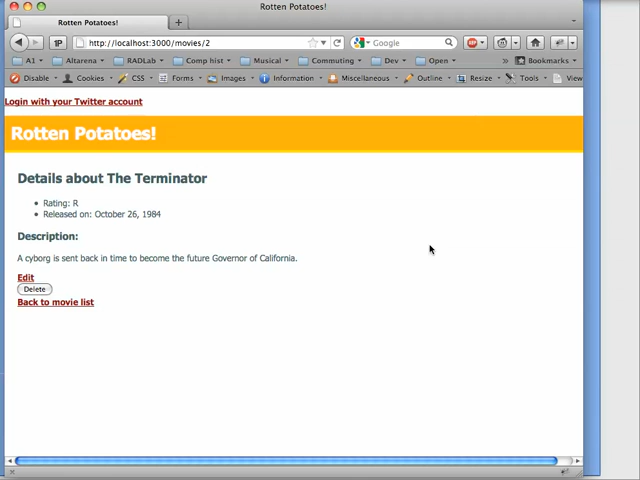 Rotten Potatoes!
Rotten Potatoes!
+
1P
http://localhost:3000/movies/2
Google
ABP
A1
Altarena
RADLab
Comp hist
Musical
Commuting
Dev
Open
»
Bookmarks
Disable
Cookies
CSS
Forms
Images
Information
Miscellaneous
Outline
Resize
Tools
View
Login with your Twitter account
Rotten Potatoes!
Details about The Terminator
• Rating: R
• Released on: October 26, 1984
Description:
A cyborg is sent back in time to become the future Governor of California.
Edit
Delete
Back to movie list